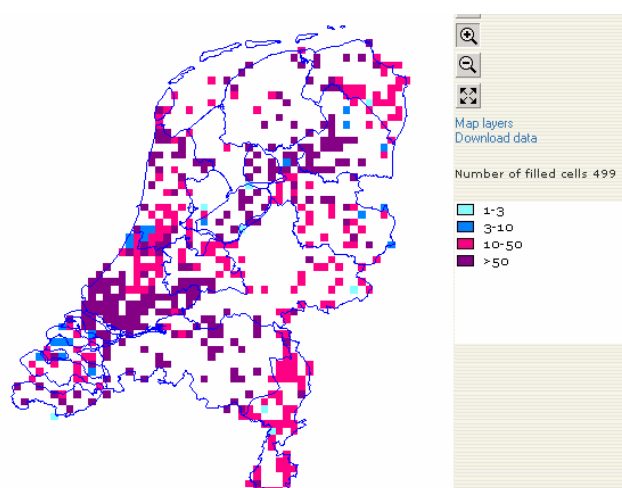 Map layers
Download data
Number of filled cells 499
1-3
3-10
10-50
>50